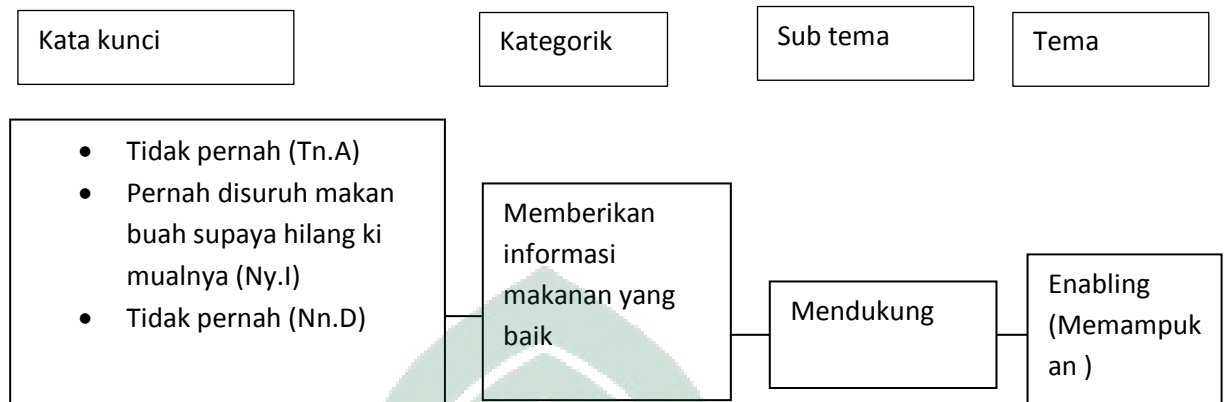 Kata kunci
Kategorik
Sub tema
Tema
• Tidak pernah (Tn.A)
• Pernah disuruh makan
buah supaya hilang ki
mualnya (Ny.I)
• Tidak pernah (Nn.D)
Memberikan
informasi
makanan yang
baik
Mendukung
Enabling
(Memampuk
an )